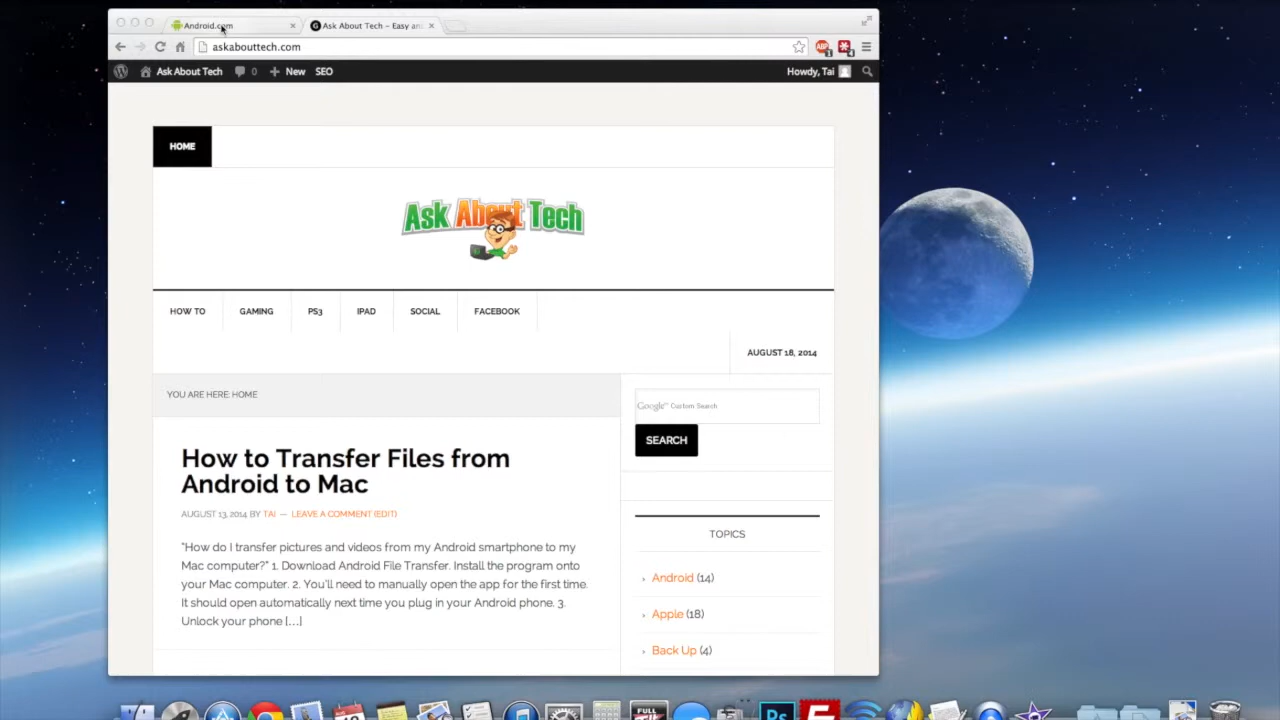 Android.com
Ask About Tech – Easy an
askabouttech.com
Ask About Tech 0 New SEO
Howdy, Tai
HOME
Ask About Tech
HOW TO GAMING PS3 IPAD SOCIAL FACEBOOK
AUGUST 18, 2014
YOU ARE HERE: HOME
Google™ Custom Search
SEARCH
How to Transfer Files from
Android to Mac
AUGUST 13, 2014 BY TAI — LEAVE A COMMENT (EDIT)
"How do I transfer pictures and videos from my Android smartphone to my
Mac computer?" 1. Download Android File Transfer. Install the program onto
your Mac computer. 2. You'll need to manually open the app for the first time.
It should open automatically next time you plug in your Android phone. 3.
Unlock your phone […]
TOPICS
Android (14)
Apple (18)
Back Up (4)
FULL
Ps